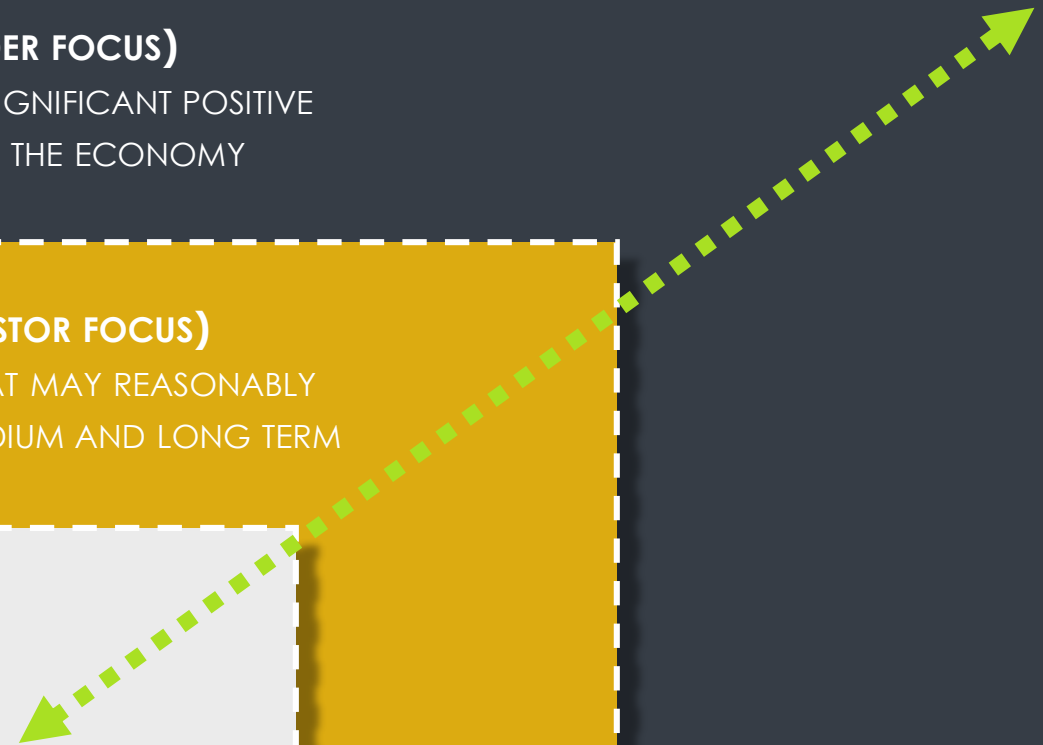 ER FOCUS)
GNIFICANT POSITIVE
THE ECONOMY
STOR FOCUS)
AT MAY REASONABLY
DIUM AND LONG TERM